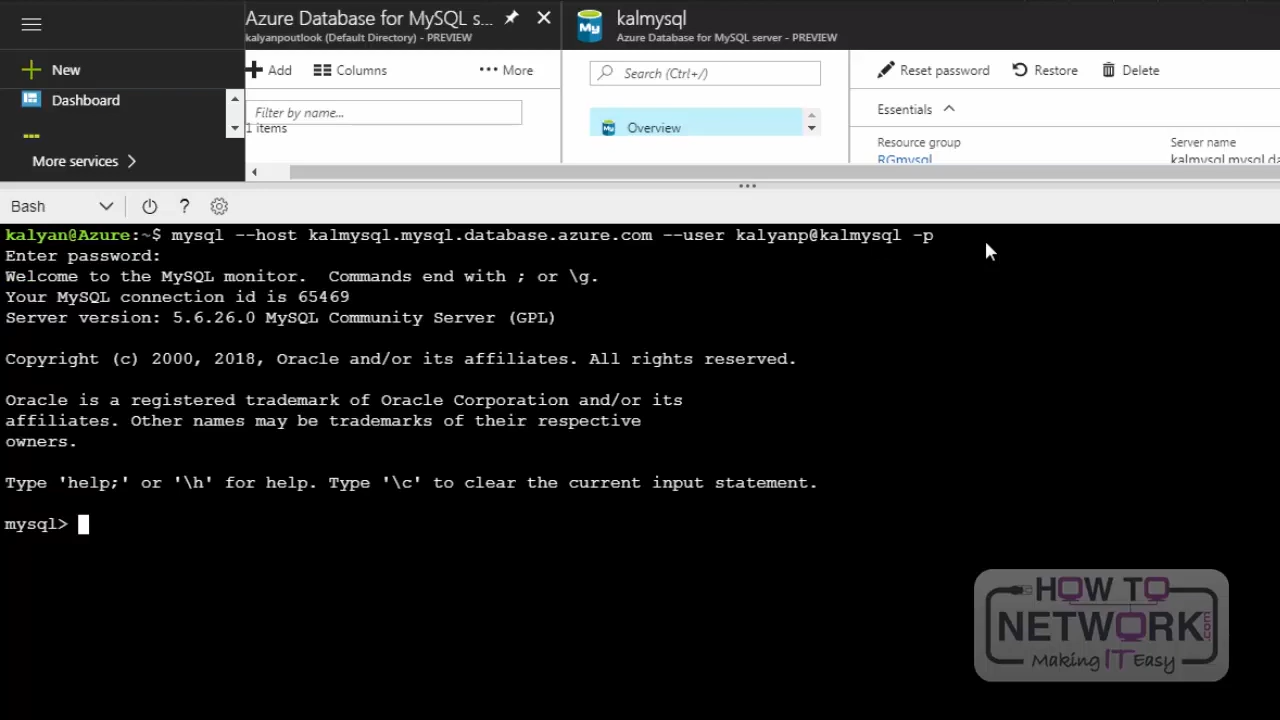 Azure Database for MySQL s...
kalyanpoutlook (Default Directory) - PREVIEW
My
kalmysql
Azure Database for MySQL server - PREVIEW
New
Dashboard
More services
Add
Columns
More
Filter by name...
1 items
Search (Ctrl+/)
Overview
Reset password
Restore
Delete
Essentials
Resource group
RGmysql
Server name
kalmysql.mysql.da
Bash
?
kalyan@Azure:~$ mysql --host kalmysql.mysql.database.azure.com --user kalyanp@kalmysql -p
Enter password:
Welcome to the MySQL monitor.  Commands end with ; or \g.
Your MySQL connection id is 65469
Server version: 5.6.26.0 MySQL Community Server (GPL)
Copyright (c) 2000, 2018, Oracle and/or its affiliates. All rights reserved.
Oracle is a registered trademark of Oracle Corporation and/or its
affiliates. Other names may be trademarks of their respective
owners.
Type 'help;' or '\h' for help. Type '\c' to clear the current input statement.
mysql>
HOW TO
NETWORK.com
Making IT Easy